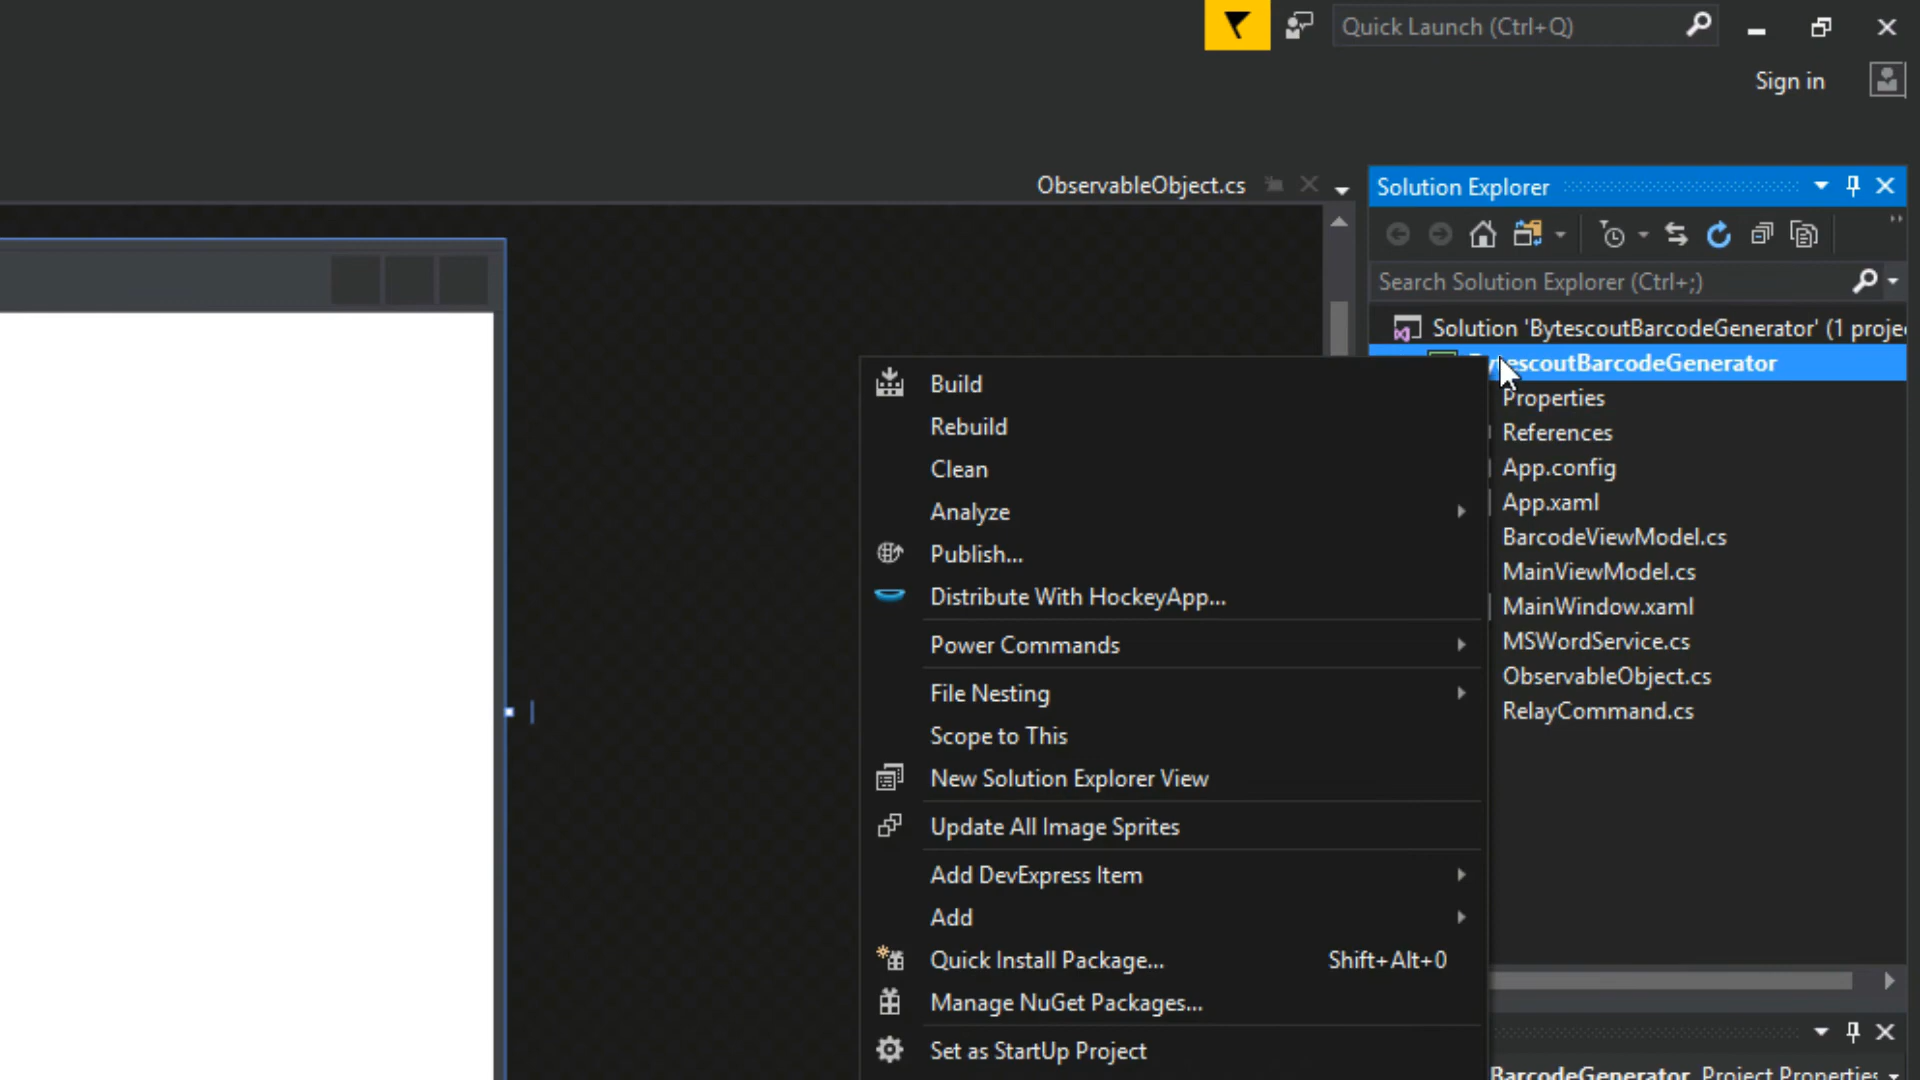 Quick Launch (Ctrl+Q)
Sign in
ObservableObject.cs
Solution Explorer
Search Solution Explorer (Ctrl+;)
Solution 'BytescoutBarcodeGenerator' (1 proje
BytescoutBarcodeGenerator
Properties
References
App.config
App.xaml
BarcodeViewModel.cs
MainViewModel.cs
MainWindow.xaml
MSWordService.cs
ObservableObject.cs
RelayCommand.cs
Build
Rebuild
Clean
Analyze
Publish...
Distribute With HockeyApp...
Power Commands
File Nesting
Scope to This
New Solution Explorer View
Update All Image Sprites
Add DevExpress Item
Add
Quick Install Package... Shift+Alt+0
Manage NuGet Packages...
Set as StartUp Project
BarcodeGenerator Project Properties